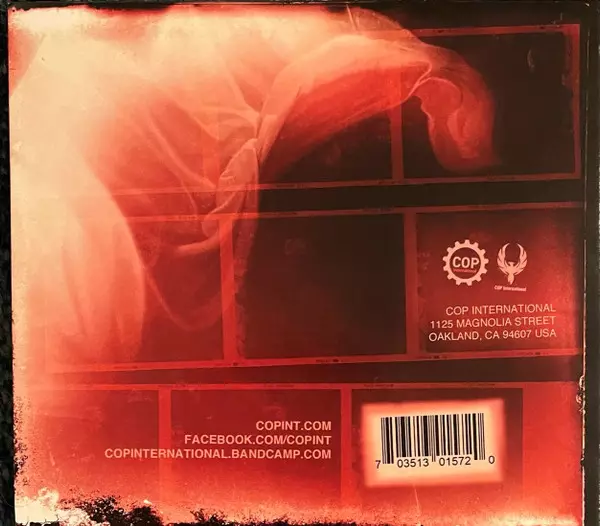 COP
International
COP International
COP INTERNATIONAL
1125 MAGNOLIA STREET
OAKLAND, CA 94607 USA
COPINT.COM
FACEBOOK.COM/COPINT
COPINTERNATIONAL.BANDCAMP.COM
7 03513 01572 0